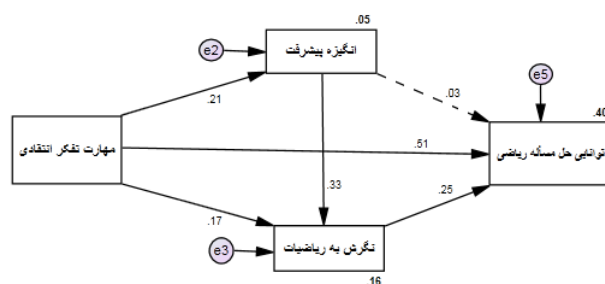 .05
e2
انگیزه پیشرفت
e5
.03
.21
.40
مهارت تفکر انتقادی
.51
توانایی حل مسأله ریاضی
.33
.25
.17
نگرش به ریاضیات
e3
.16